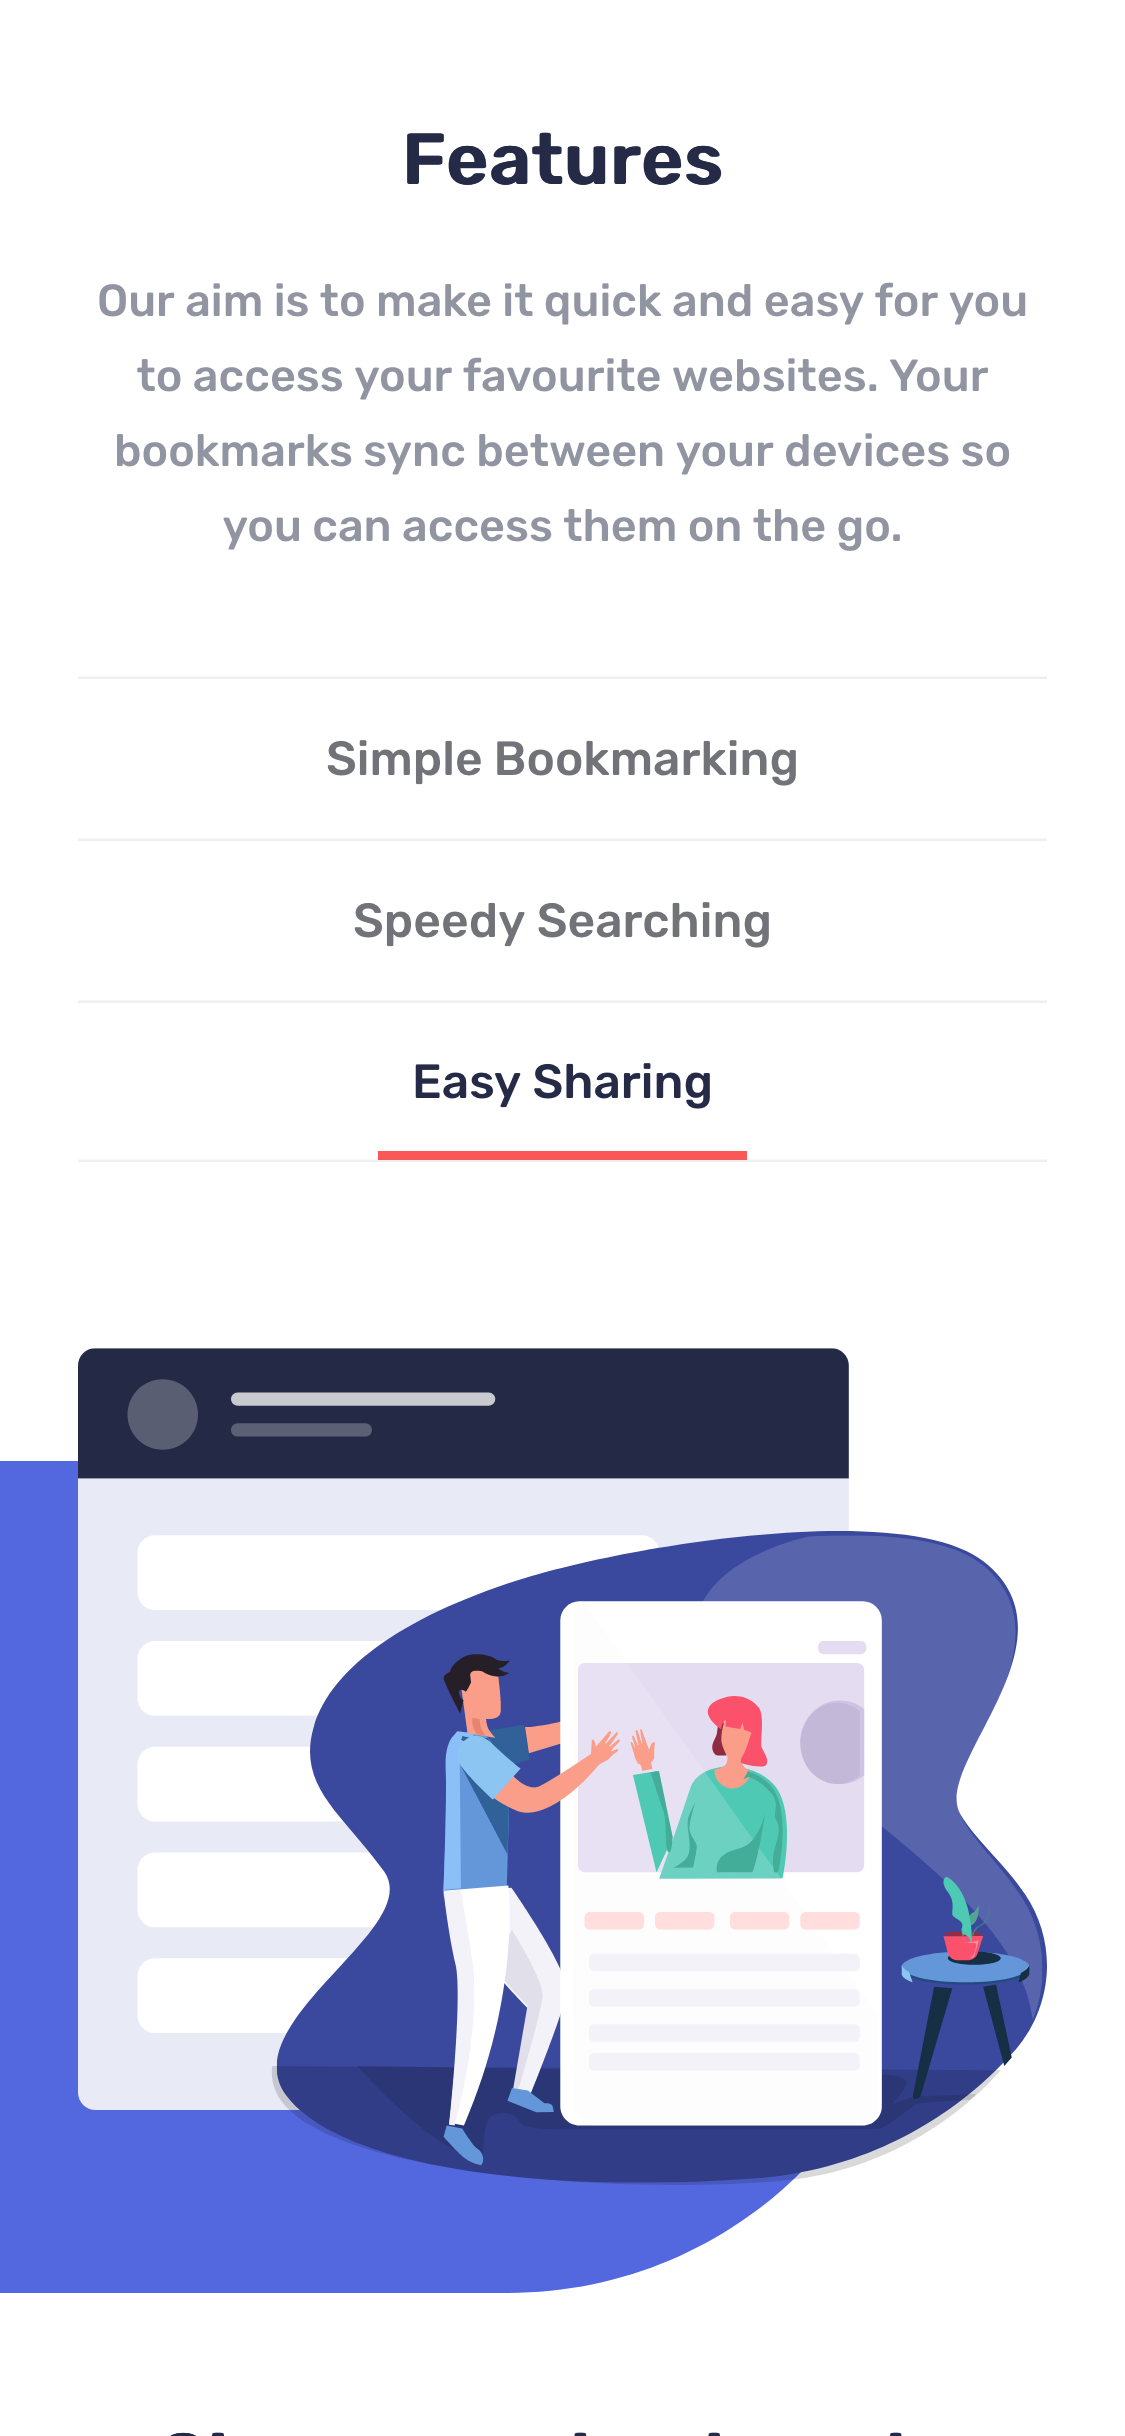 Features
Our aim is to make it quick and easy for you
to access your favourite websites. Your
bookmarks sync between your devices so
you can access them on the go.
Simple Bookmarking
Speedy Searching
Easy Sharing